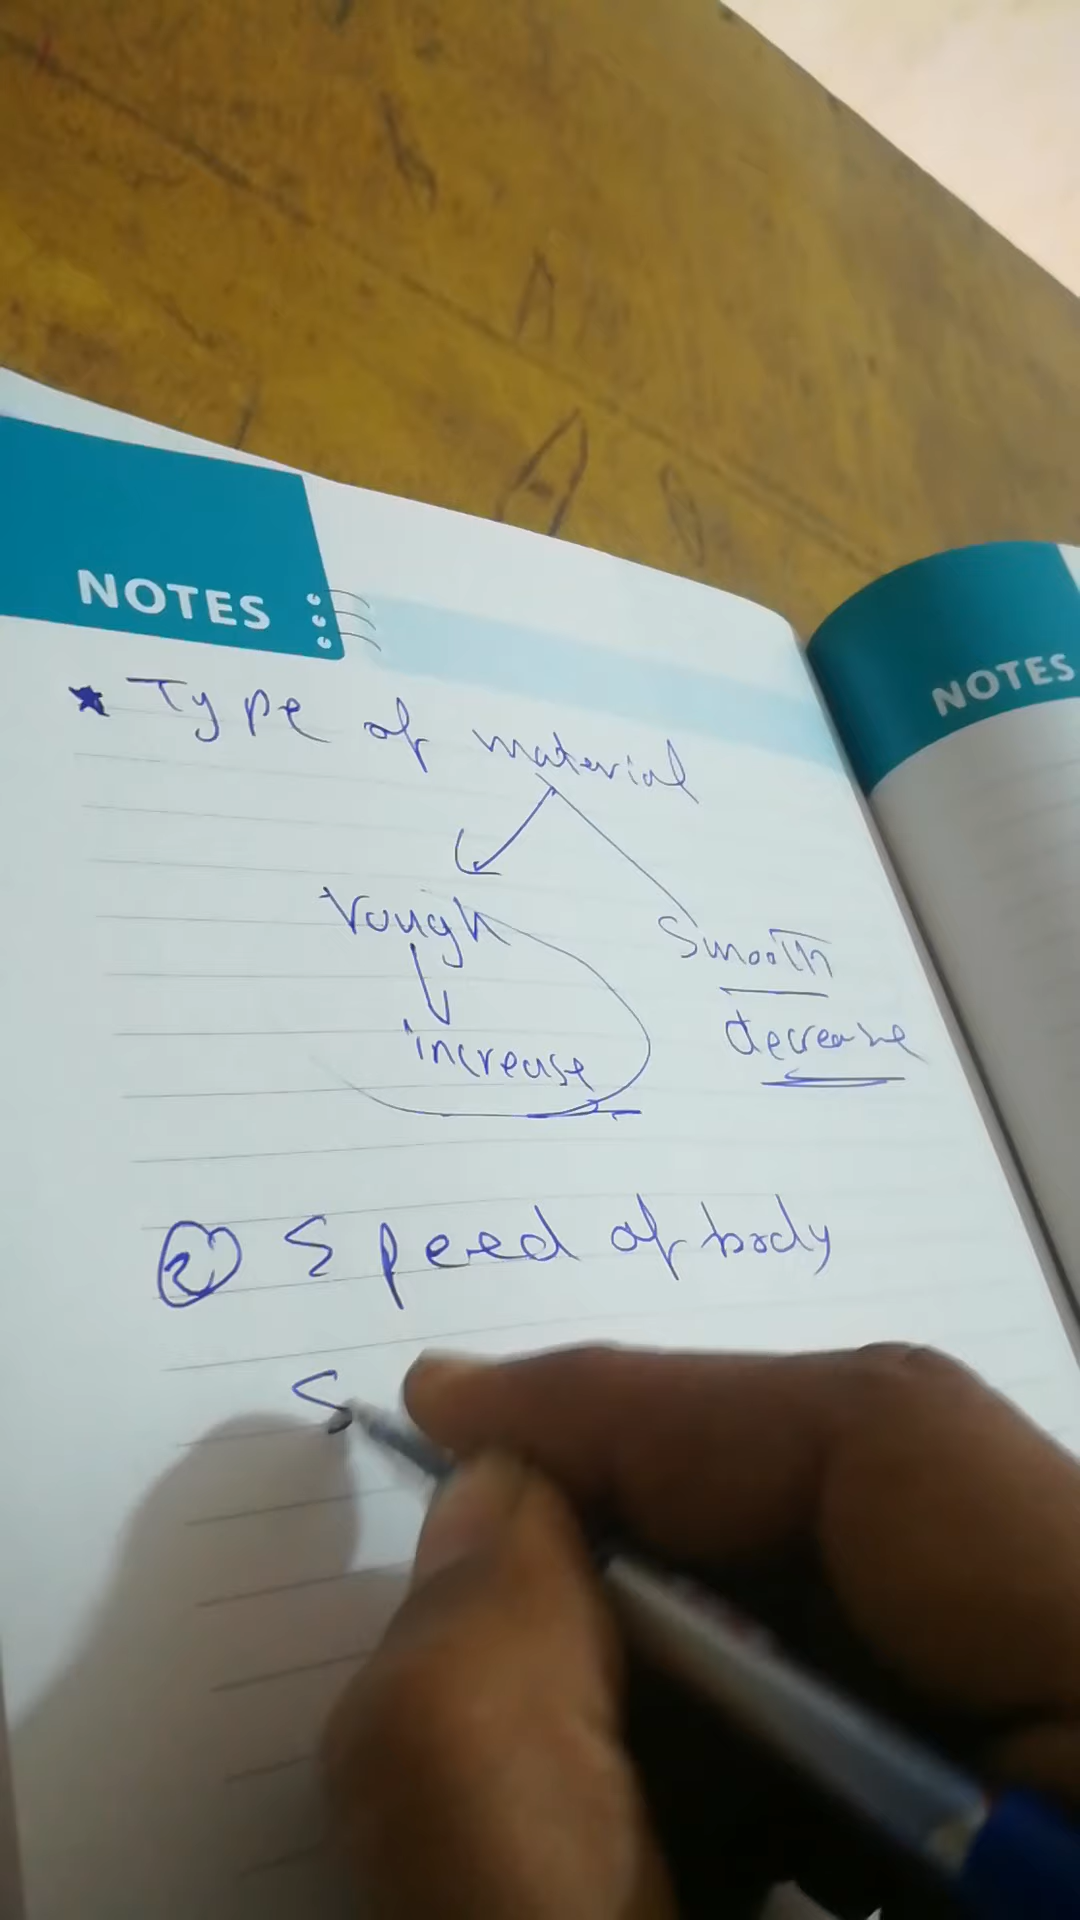 NOTES
NOTES
★ Type of material
rough
smooth
increase
decrease
② Speed of body
S